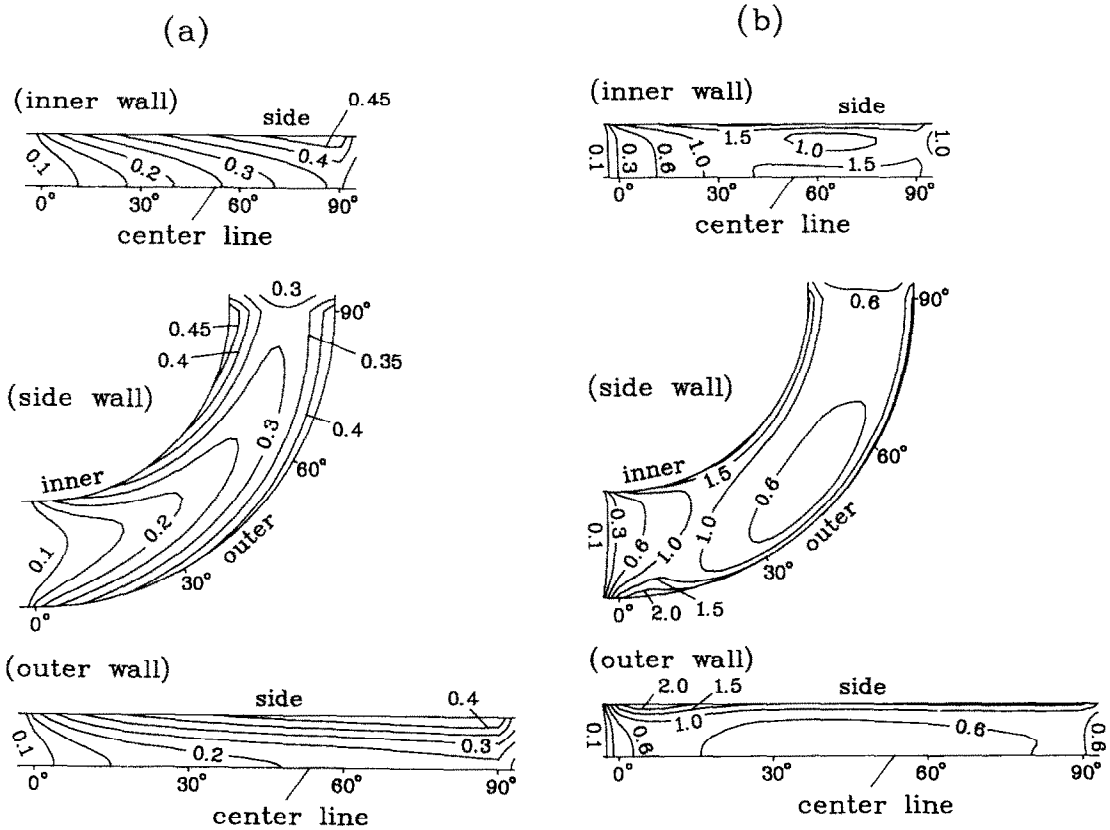 (a)
(inner wall)
side
0.45
0.1
0.2
0.3
0.4
0° 30° 60° 90°
center line
0.3
90°
0.45
0.4
0.35
(side wall)
0.3
0.4
inner
60°
0.2
0.1
outer
30°
0°
(outer wall)
side
0.4
0.1
0.2
0.3
0° 30° 60° 90°
center line
(b)
(inner wall)
side
0.1
0.3
0.6
1.0
1.5
1.0
1.5
1.0
0° 30° 60° 90°
center line
0.6
90°
(side wall)
inner
1.5
60°
0.6
0.1
0.3
0.6
1.0
1.0
outer
30°
0°
2.0
1.5
(outer wall)
2.0
1.5
side
0.1
0.6
1.0
0.6
0.6
0° 30° 60° 90°
center line